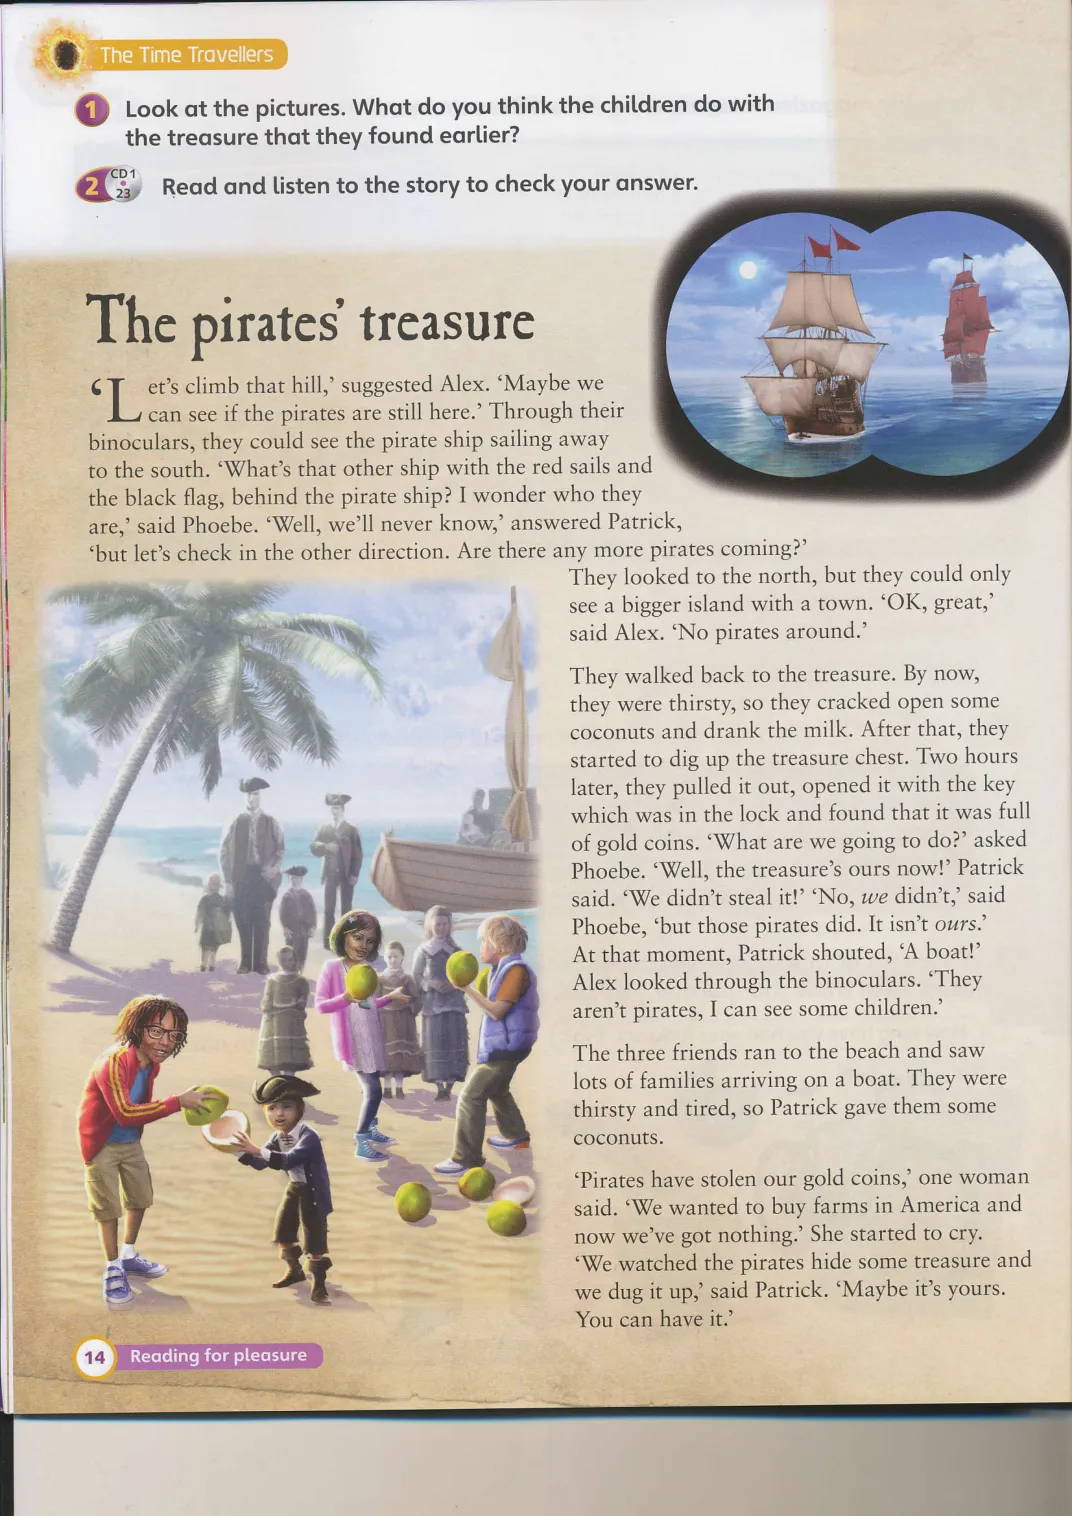 The Time Travellers
1 Look at the pictures. What do you think the children do with
the treasure that they found earlier?
2 CD1 23 Read and listen to the story to check your answer.
The pirates' treasure
‘Let’s climb that hill,’ suggested Alex. ‘Maybe we
can see if the pirates are still here.’ Through their
binoculars, they could see the pirate ship sailing away
to the south. ‘What’s that other ship with the red sails and
the black flag, behind the pirate ship? I wonder who they
are,’ said Phoebe. ‘Well, we’ll never know,’ answered Patrick,
‘but let’s check in the other direction. Are there any more pirates coming?’
They looked to the north, but they could only
see a bigger island with a town. ‘OK, great,’
said Alex. ‘No pirates around.’
They walked back to the treasure. By now,
they were thirsty, so they cracked open some
coconuts and drank the milk. After that, they
started to dig up the treasure chest. Two hours
later, they pulled it out, opened it with the key
which was in the lock and found that it was full
of gold coins. ‘What are we going to do?’ asked
Phoebe. ‘Well, the treasure’s ours now!’ Patrick
said. ‘We didn’t steal it!’ ‘No, we didn’t,’ said
Phoebe, ‘but those pirates did. It isn’t ours.’
At that moment, Patrick shouted, ‘A boat!’
Alex looked through the binoculars. ‘They
aren’t pirates, I can see some children.’
The three friends ran to the beach and saw
lots of families arriving on a boat. They were
thirsty and tired, so Patrick gave them some
coconuts.
‘Pirates have stolen our gold coins,’ one woman
said. ‘We wanted to buy farms in America and
now we’ve got nothing.’ She started to cry.
‘We watched the pirates hide some treasure and
we dug it up,’ said Patrick. ‘Maybe it’s yours.
You can have it.’
14 Reading for pleasure